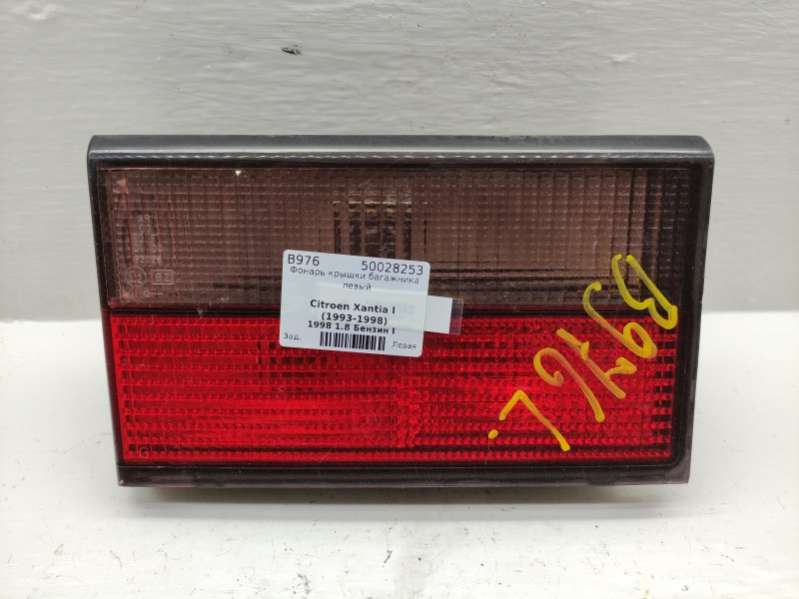 B976 50028253
Фонарь крышки багажника
левый
Citroen Xantia I
(1993-1998)
1998 1.8 Бензин I
Зад. Левая
B976 L.